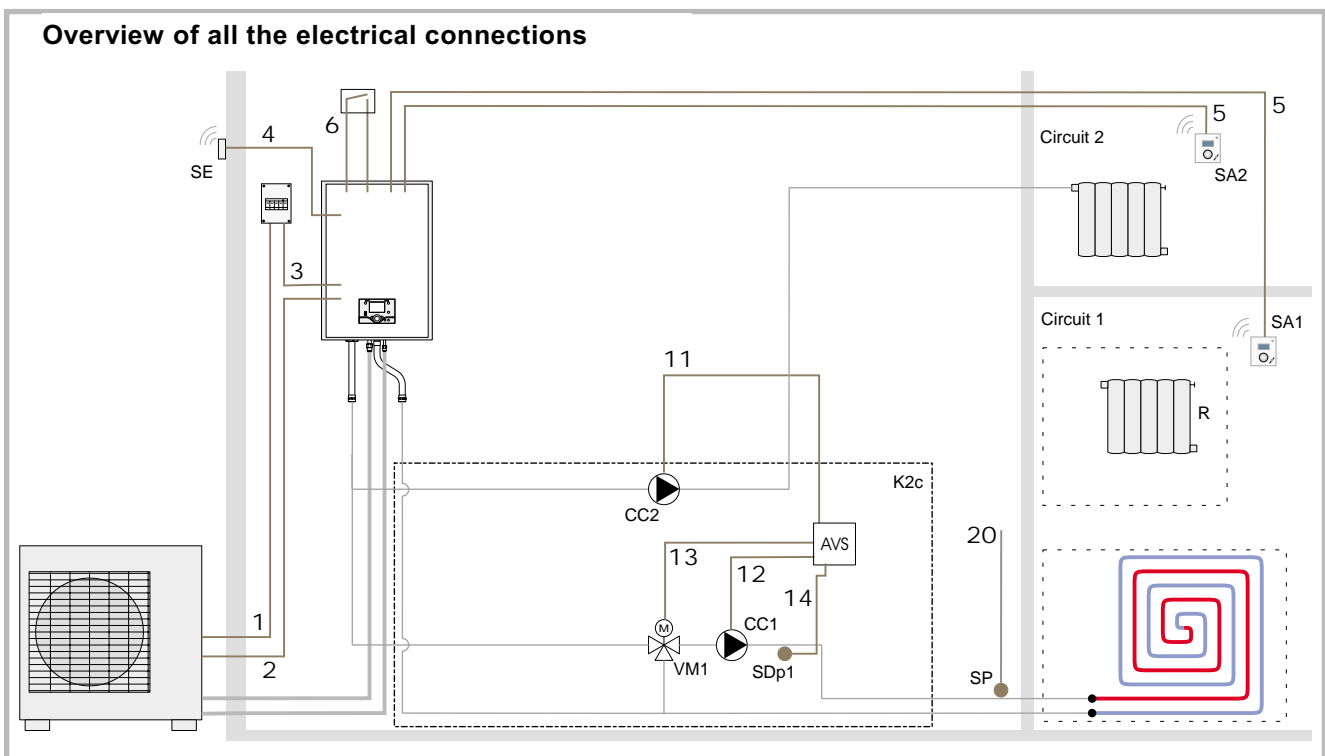 Overview of all the electrical connections
4
6
5
5
SE
Circuit 2
SA2
3
Circuit 1
SA1
11
R
K2c
CC2
20
AVS
13
12
14
1
M
CC1
2
VM1
SDp1
SP